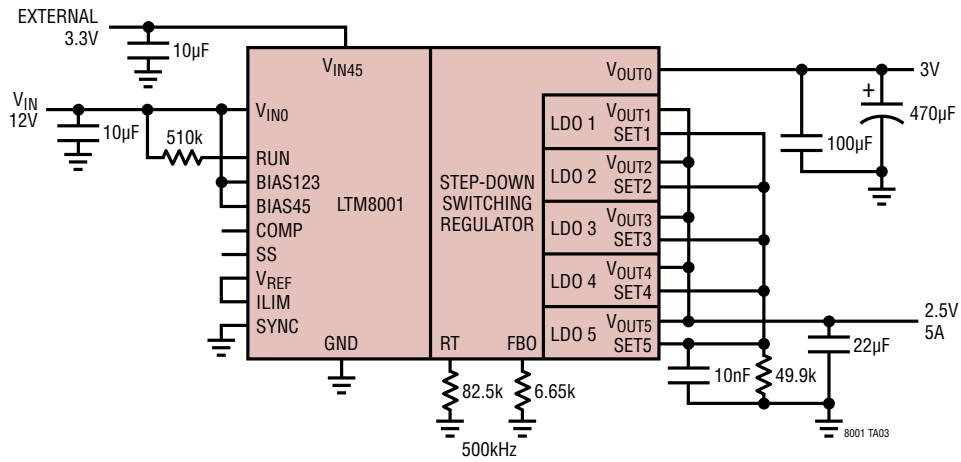 EXTERNAL
3.3V
10µF
VIN45
VOUT0
3V
VIN
12V
10µF
VIN0
510k
RUN
BIAS123
BIAS45
COMP
SS
VREF
ILIM
SYNC
GND
LTM8001
STEP-DOWN
SWITCHING
REGULATOR
RT
FBO
LDO 1
VOUT1
SET1
LDO 2
VOUT2
SET2
LDO 3
VOUT3
SET3
LDO 4
VOUT4
SET4
LDO 5
VOUT5
SET5
+
470µF
100µF
2.5V
5A
22µF
10nF
49.9k
82.5k
6.65k
500kHz
8001 TA03